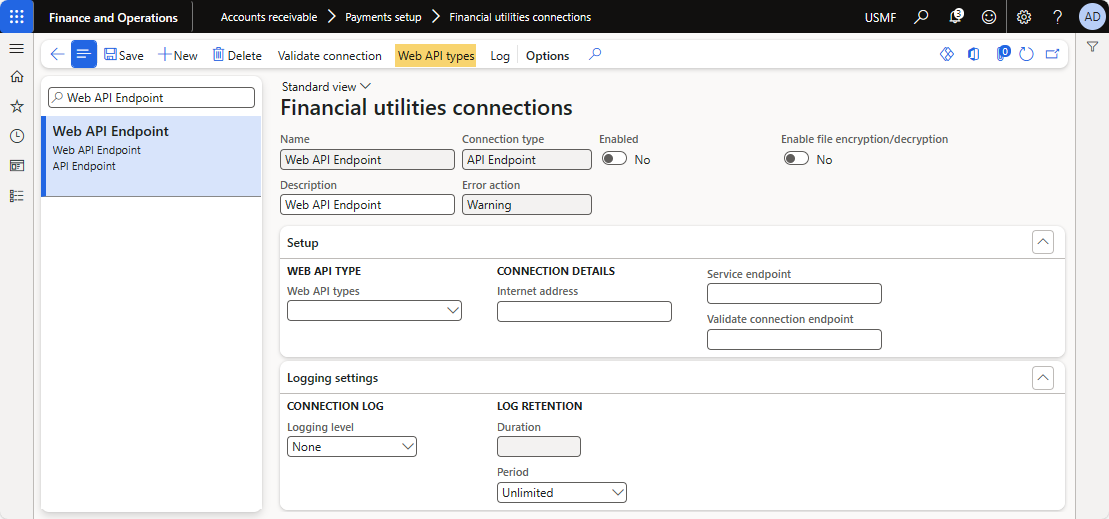 Finance and Operations
Accounts receivable
Payments setup
Financial utilities connections
USMF
3
?
AD
Save
New
Delete
Validate connection
Web API types
Log
Options
0
Web API Endpoint
Web API Endpoint
Web API Endpoint
API Endpoint
Standard view
Financial utilities connections
Name
Connection type
Enabled
Enable file encryption/decryption
Web API Endpoint
API Endpoint
No
No
Description
Error action
Web API Endpoint
Warning
Setup
WEB API TYPE
Web API types
CONNECTION DETAILS
Internet address
Service endpoint
Validate connection endpoint
Logging settings
CONNECTION LOG
Logging level
None
LOG RETENTION
Duration
Period
Unlimited